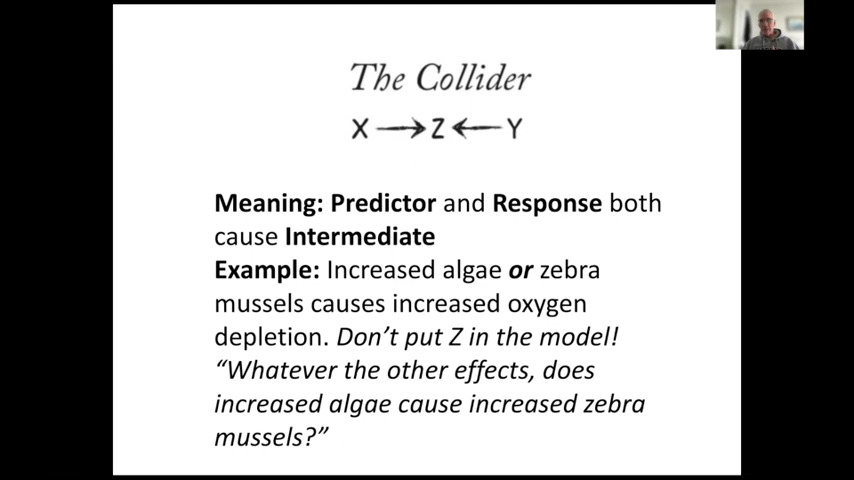 The Collider
X → Z ← Y
Meaning: Predictor and Response both
cause Intermediate
Example: Increased algae or zebra
mussels causes increased oxygen
depletion. Don’t put Z in the model!
“Whatever the other effects, does
increased algae cause increased zebra
mussels?”